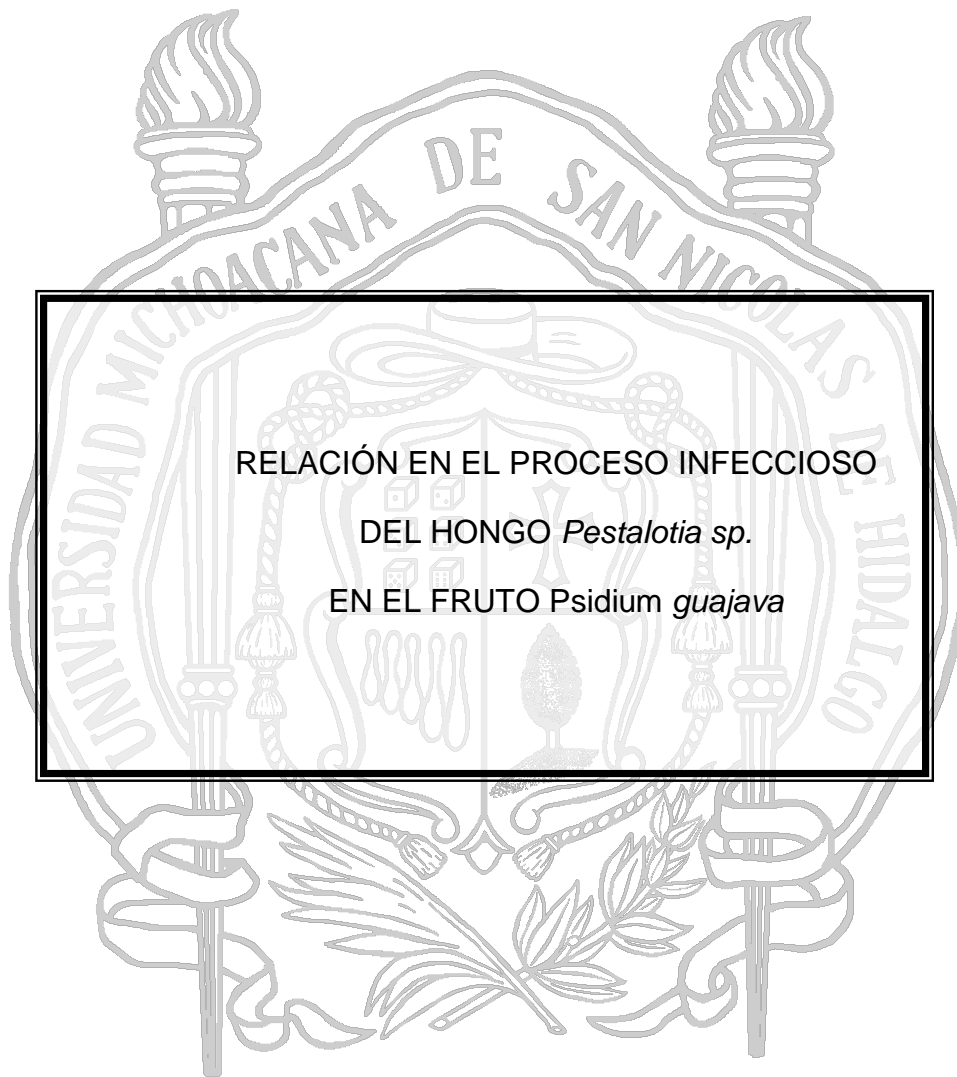 UNIVERSIDAD MICHOACANA DE SAN NICOLAS DE HIDALGO
RELACIÓN EN EL PROCESO INFECCIOSO
DEL HONGO Pestalotia sp.
EN EL FRUTO Psidium guajava